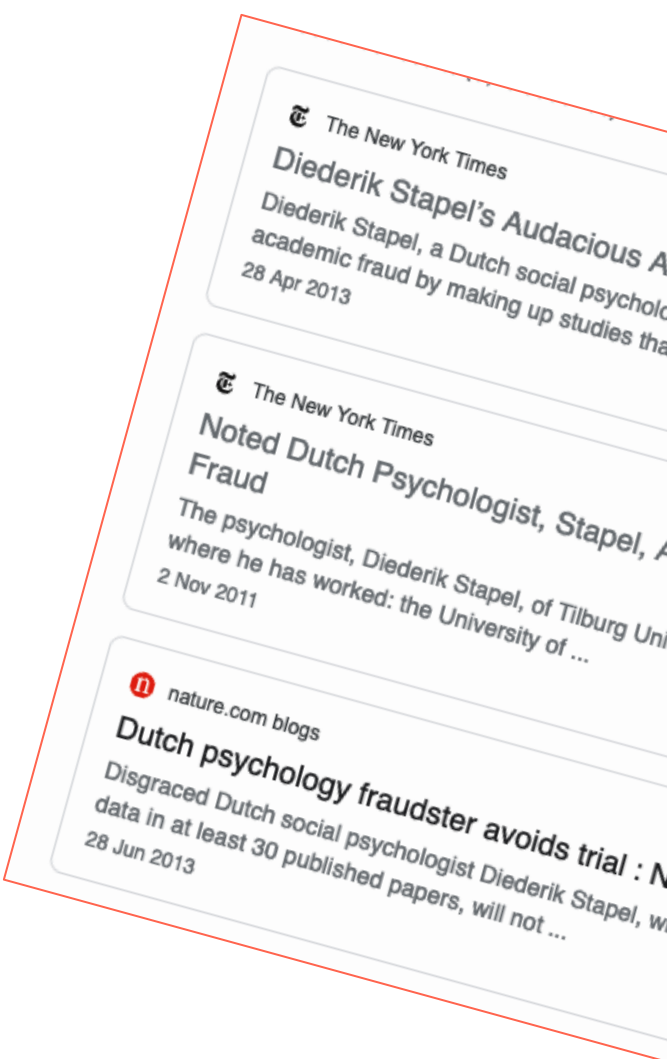 The New York Times
Diederik Stapel's Audacious
Diederik Stapel, a Dutch social
academic fraud by making up studies
28 Apr 2013
The New York Times
Noted Dutch Psychologist, Stapel,
Fraud
The psychologist, Diederik Stapel, of Tilburg
where he has worked: the University of ...
2 Nov 2011
n
nature.com blogs
Dutch psychology fraudster avoids trial :
Disgraced Dutch social psychologist Diederik Stapel,
data in at least 30 published papers, will not ...
28 Jun 2013